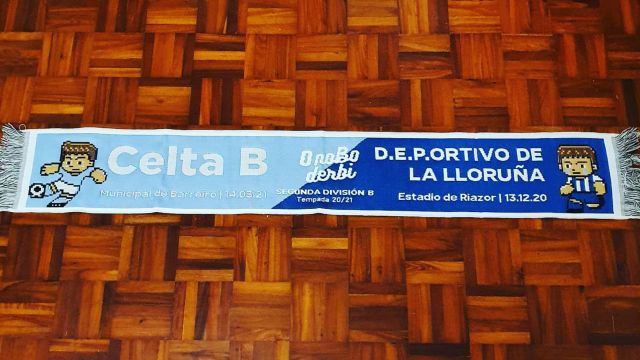 Celta B
Municipal de Barreiro | 14.03.21
O noBo
derbi
SEGUNDA DIVISIÓN B
Tempada 20/21
D.E.P.ORTIVO DE
LA LLORUÑA
Estadio de Riazor | 13.12.20